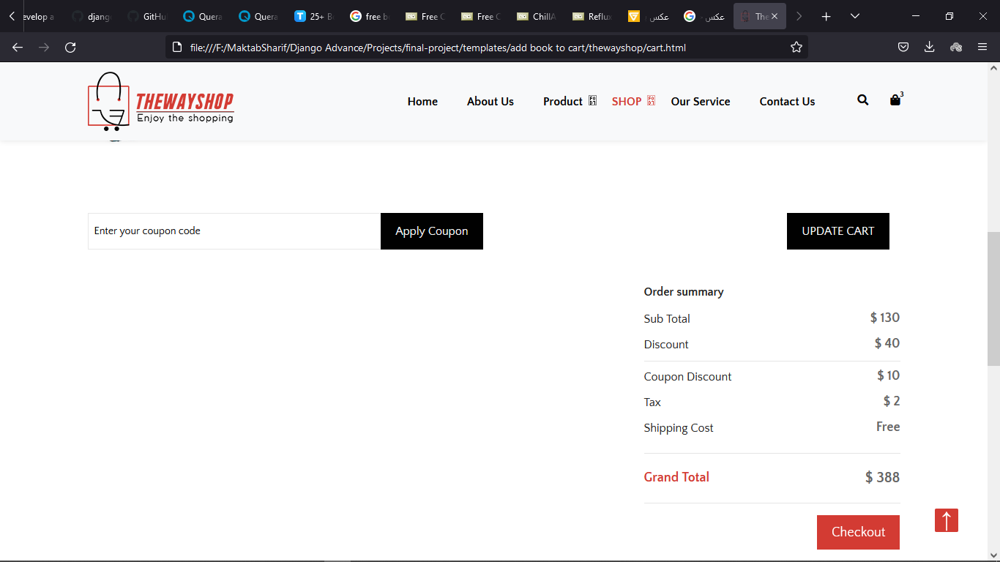 evelop a
djang
GitHu
Quera
Quera
25+ B
free b
Free C
Free C
ChillA
Reflux
عکس
عکس -
The
file:///F:/MaktabSharif/Django Advance/Projects/final-project/templates/add book to cart/thewayshop/cart.html
THEWAYSHOP
Enjoy the shopping
Home
About Us
Product
SHOP
Our Service
Contact Us
3
Enter your coupon code
Apply Coupon
UPDATE CART
Order summary
Sub Total $ 130
Discount $ 40
Coupon Discount $ 10
Tax $ 2
Shipping Cost Free
Grand Total $ 388
Checkout